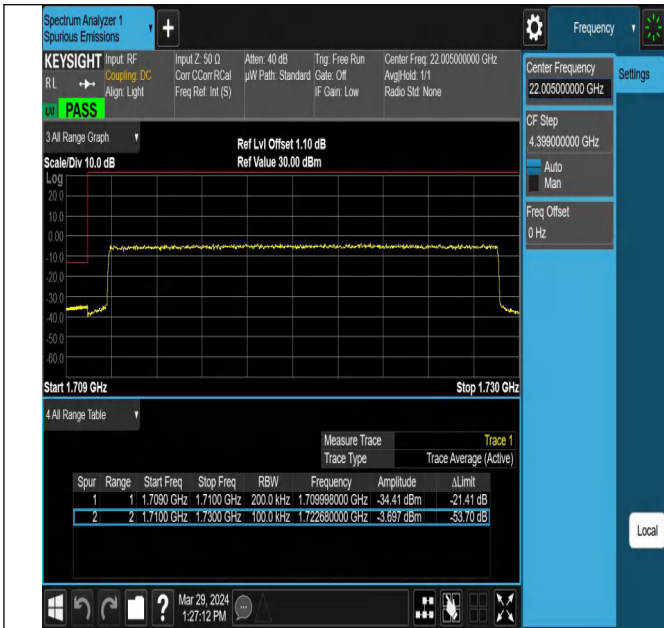 Spectrum Analyzer 1
Spurious Emissions
Frequency
KEYSIGHT
Input: RF
Coupling: DC
Align: Light
Input Z: 50 Ω
Corr CCorr RCal
Freq Ref: Int (S)
Atten: 40 dB
µW Path: Standard
Trig: Free Run
Gate: Off
IF Gain: Low
Center Freq: 22.005000000 GHz
Avg|Hold: 1/1
Radio Std: None
RL
PASS
Center Frequency
22.005000000 GHz
Settings
CF Step
4.399000000 GHz
Auto
Man
Freq Offset
0 Hz
3 All Range Graph
Ref Lvl Offset 1.10 dB
Scale/Div 10.0 dB
Ref Value 30.00 dBm
Log
20.0
10.0
0.00
-10.0
-20.0
-30.0
-40.0
-50.0
-60.0
Start 1.709 GHz
Stop 1.730 GHz
4 All Range Table
Measure Trace Trace 1
Trace Type Trace Average (Active)
Spur Range Start Freq Stop Freq RBW Frequency Amplitude ΔLimit
1 1 1.7090 GHz 1.7100 GHz 200.0 kHz 1.709998000 GHz -34.41 dBm -21.41 dB
2 2 1.7100 GHz 1.7300 GHz 100.0 kHz 1.722680000 GHz -3.697 dBm -53.70 dB
Local
Mar 29, 2024
1:27:12 PM